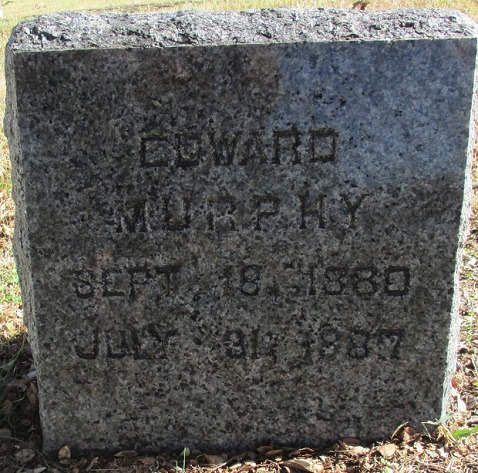 EDWARD
MURPHY
SEPT. 18, 1880
JULY 31, 1887